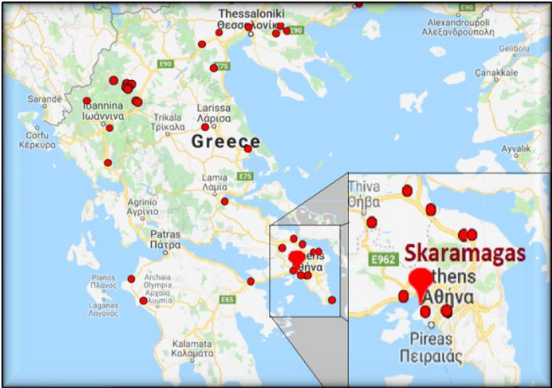 Thessaloniki
Θεσσαλονίκη
E90
E90
Alexandroupoli
Αλεξανδρούπολη
Gelibolu
Çanakkale
E90
E75
Sarandë
Ioannina
Ιωάννινα
Corfu
Κέρκυρα
Trikala
Τρίκαλα
Larissa
Λάρισα
Greece
Ayvalık
E75
Lamia
Λαμία
Agrinio
Αγρίνιο
Patras
Πάτρα
Πλάνος
Laganas
Λαγανάς
Archaia
Olympia
Αρχαία
Ολυμπία
E65
Kalamata
Καλαμάτα
Thiva
Θήβα
E962
Skaramagas
Athens
Αθήνα
Pireas
Πειραιάς